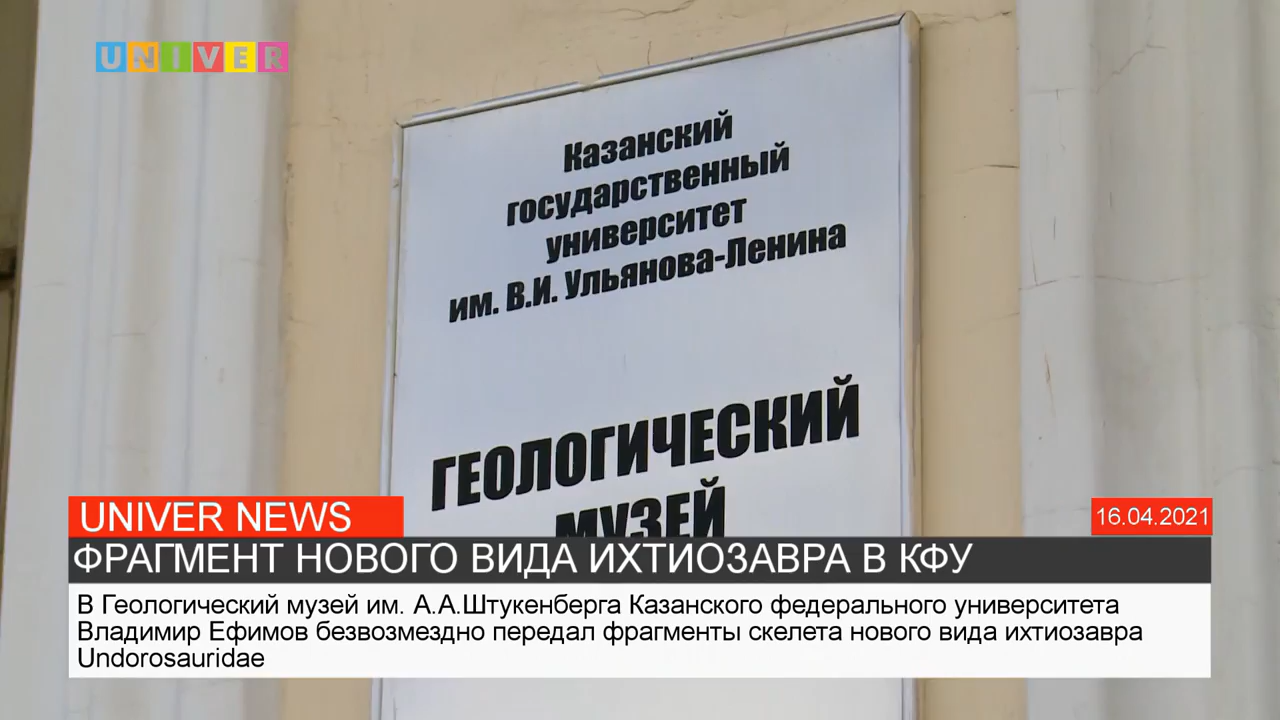 UNIVER
Казанский
государственный
университет
им. В.И. Ульянова-Ленина
ГЕОЛОГИЧЕСКИЙ
МУЗЕЙ
UNIVER NEWS
16.04.2021
ФРАГМЕНТ НОВОГО ВИДА ИХТИОЗАВРА В КФУ
В Геологический музей им. А.А.Штукенберга Казанского федерального университета
Владимир Ефимов безвозмездно передал фрагменты скелета нового вида ихтиозавра
Undorosauridae